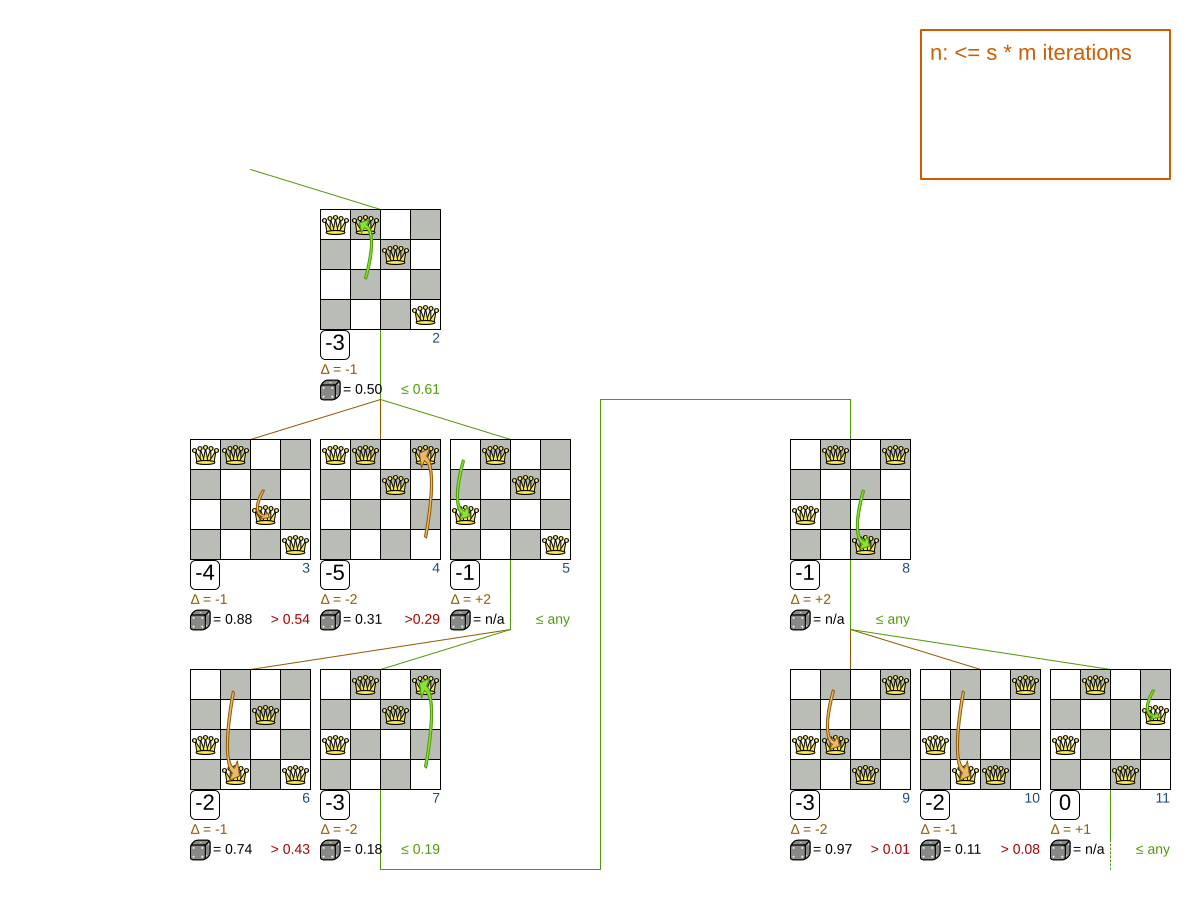 n: <= s * m iterations
-3
2
Δ = -1
= 0.50
≤ 0.61
-4
3
Δ = -1
= 0.88
> 0.54
-5
4
Δ = -2
= 0.31
>0.29
-1
5
Δ = +2
= n/a
≤ any
-1
8
Δ = +2
= n/a
≤ any
-2
6
Δ = -1
= 0.74
> 0.43
-3
7
Δ = -2
= 0.18
≤ 0.19
-3
9
Δ = -2
= 0.97
> 0.01
-2
10
Δ = -1
= 0.11
> 0.08
0
11
Δ = +1
= n/a
≤ any